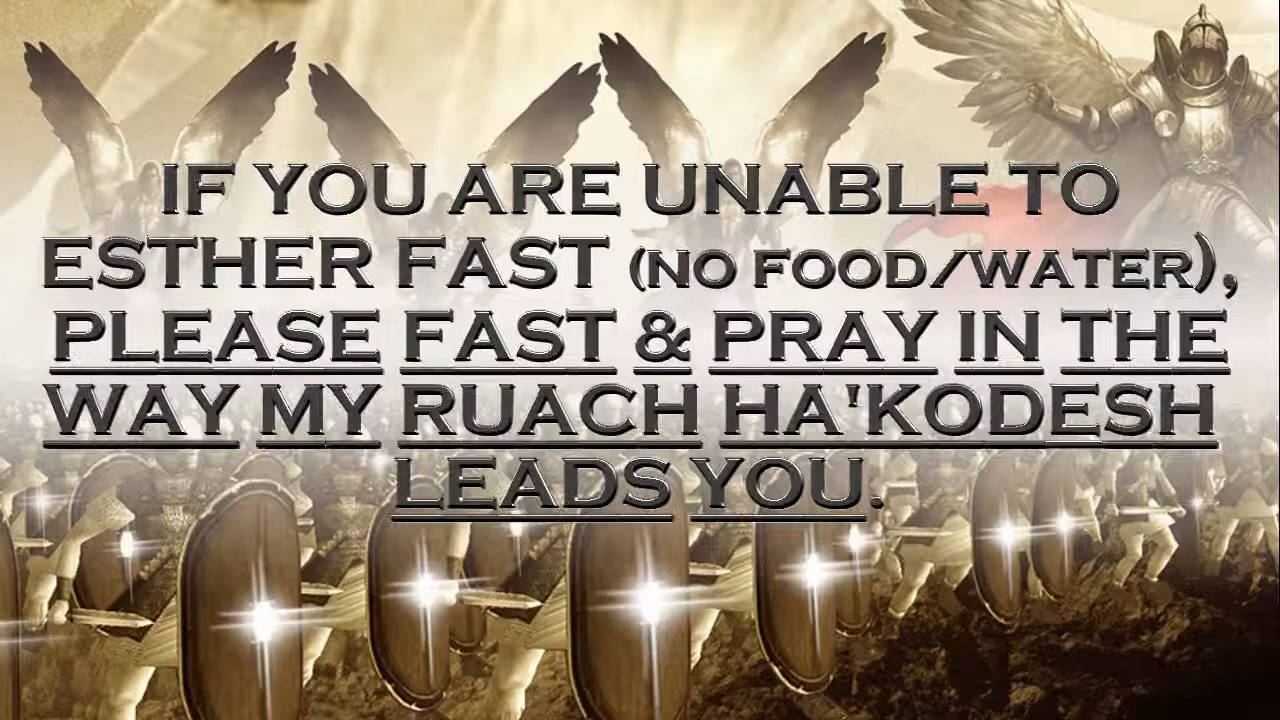 IF YOU ARE UNABLE TO
ESTHER FAST (NO FOOD/WATER),
PLEASE FAST & PRAY IN THE
WAY MY RUACH HA'KODESH
LEADS YOU.